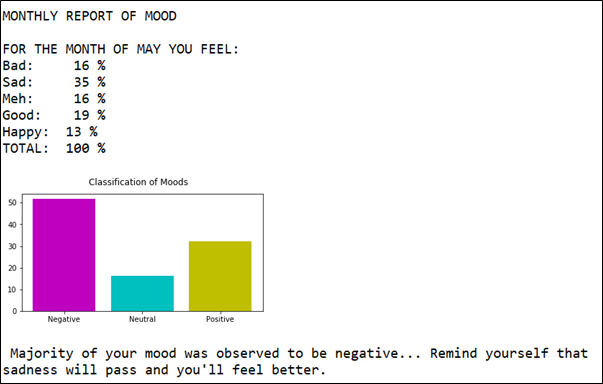 MONTHLY REPORT OF MOOD
FOR THE MONTH OF MAY YOU FEEL:
Bad: 16 %
Sad: 35 %
Meh: 16 %
Good: 19 %
Happy: 13 %
TOTAL: 100 %
Classification of Moods
50
40
30
20
10
0
Negative Neutral Positive
Majority of your mood was observed to be negative... Remind yourself that
sadness will pass and you'll feel better.